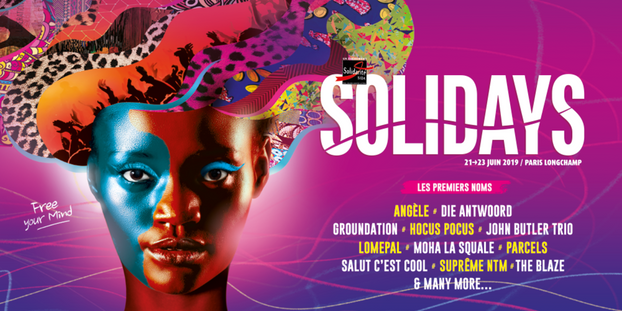 Free
your Mind
Solidarité
SOLIDAYS
21→23 JUIN 2019 / PARIS LONGCHAMP
LES PREMIERS NOMS
ANGÈLE DIE ANTWOORD
GROUNDATION HOCUS POCUS JOHN BUTLER TRIO
LOMEPAL MOHA LA SQUALE PARCELS
SALUT C'EST COOL SUPRÊME NTM THE BLAZE
& MANY MORE...